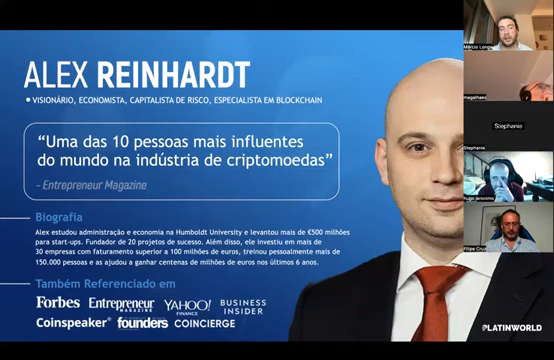 ALEX REINHARDT
• VISIONÁRIO, ECONOMISTA, CAPITALISTA DE RISCO, ESPECIALISTA EM BLOCKCHAIN
“Uma das 10 pessoas mais influentes
do mundo na indústria de criptomoedas”
- Entrepreneur Magazine
Biografia
Alex estudou administração e economia na Humboldt University e levantou mais de €500 milhões
para start-ups. Fundador de 20 projetos de sucesso. Além disso, ele investiu em mais de
30 empresas com faturamento superior a 100 milhões de euros, treinou pessoalmente mais de
150.000 pessoas e as ajudou a ganhar centenas de milhões de euros nos últimos 6 anos.
Também Referenciado em
Forbes
Entrepreneur
MAGAZINE
YAHOO!
FINANCE
BUSINESS
INSIDER
Coinspeaker
founders
COINCIERGE
PLATINWORLD
Márcio Longo
magalhaes
Stephanie
Stephanie
hugo jeronimo
Filipe Cruz